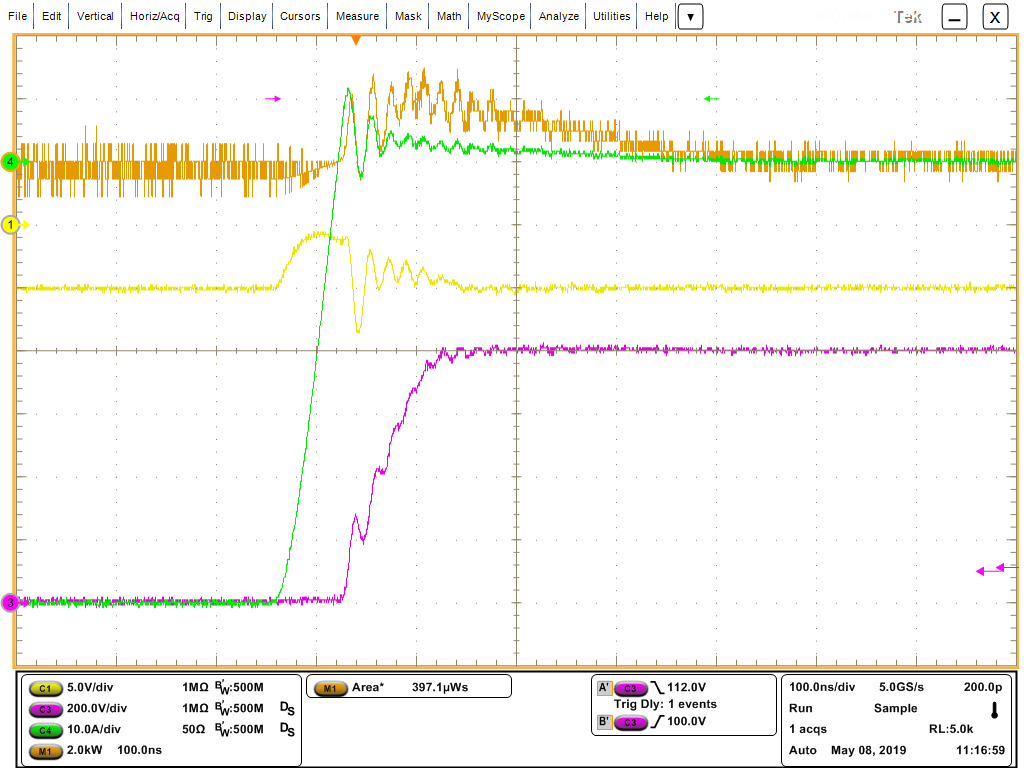 File Edit Vertical Horiz/Acq Trig Display Cursors Measure Mask Math MyScope Analyze Utilities Help Tek X
4
1
3
C1 5.0V/div 1MΩ BW:500M
C3 200.0V/div 1MΩ BW:500M DS
C4 10.0A/div 50Ω BW:500M DS
M1 2.0kW 100.0ns
M1 Area* 397.1µWs
A' C3 112.0V
Trig Dly: 1 events
B' C3 100.0V
100.0ns/div 5.0GS/s 200.0p
Run Sample
1 acqs RL:5.0k
Auto May 08, 2019 11:16:59